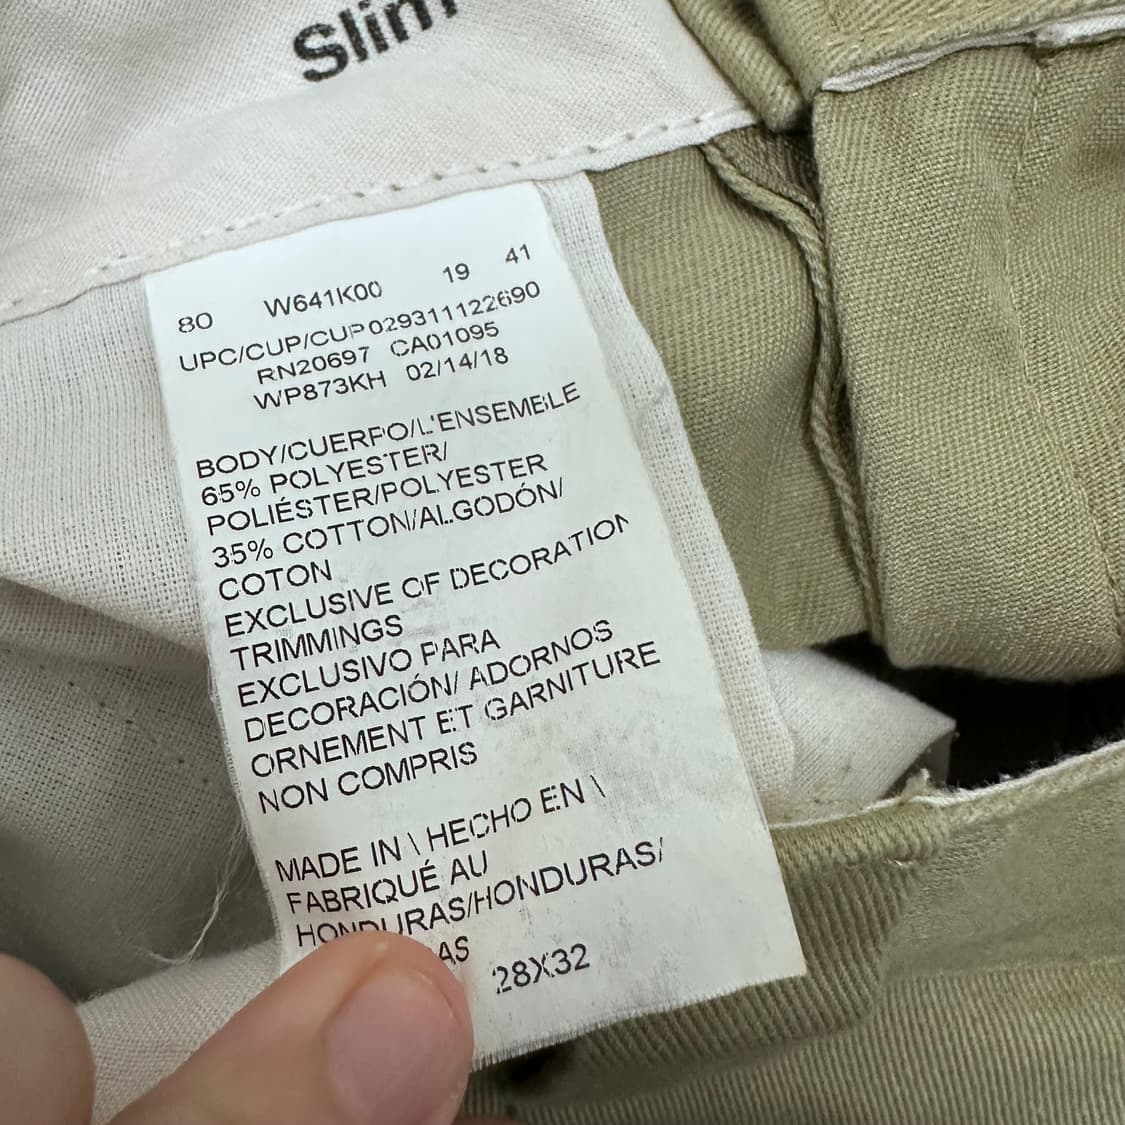 Slim
80 W641K00 19 41
UPC/CUP/CUP029311122690
RN20697 CA01095
WP873KH 02/14/18
BODY/CUERPO/L'ENSEMBLE
65% POLYESTER/
POLIÉSTER/POLYESTER
35% COTTON/ALGODÓN/
COTON
EXCLUSIVE OF DECORATION
TRIMMINGS
EXCLUSIVO PARA
DECORACIÓN/ ADORNOS
ORNEMENT ET GARNITURE
NON COMPRIS
MADE IN \ HECHO EN \
FABRIQUÉ AU
HONDURAS/HONDURAS/
AS
28X32